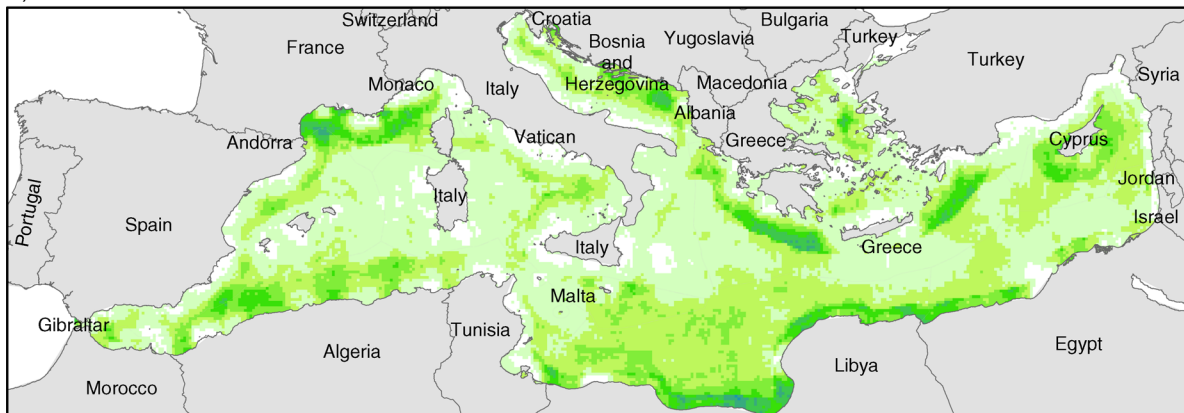 Switzerland
Croatia
Bulgaria
France
Bosnia
and
Herzegovina
Yugoslavia
Turkey
Turkey
Syria
Monaco
Italy
Macedonia
Albania
Andorra
Vatican
Greece
Cyprus
Portugal
Spain
Italy
Jordan
Israel
Italy
Greece
Malta
Gibraltar
Tunisia
Algeria
Libya
Egypt
Morocco